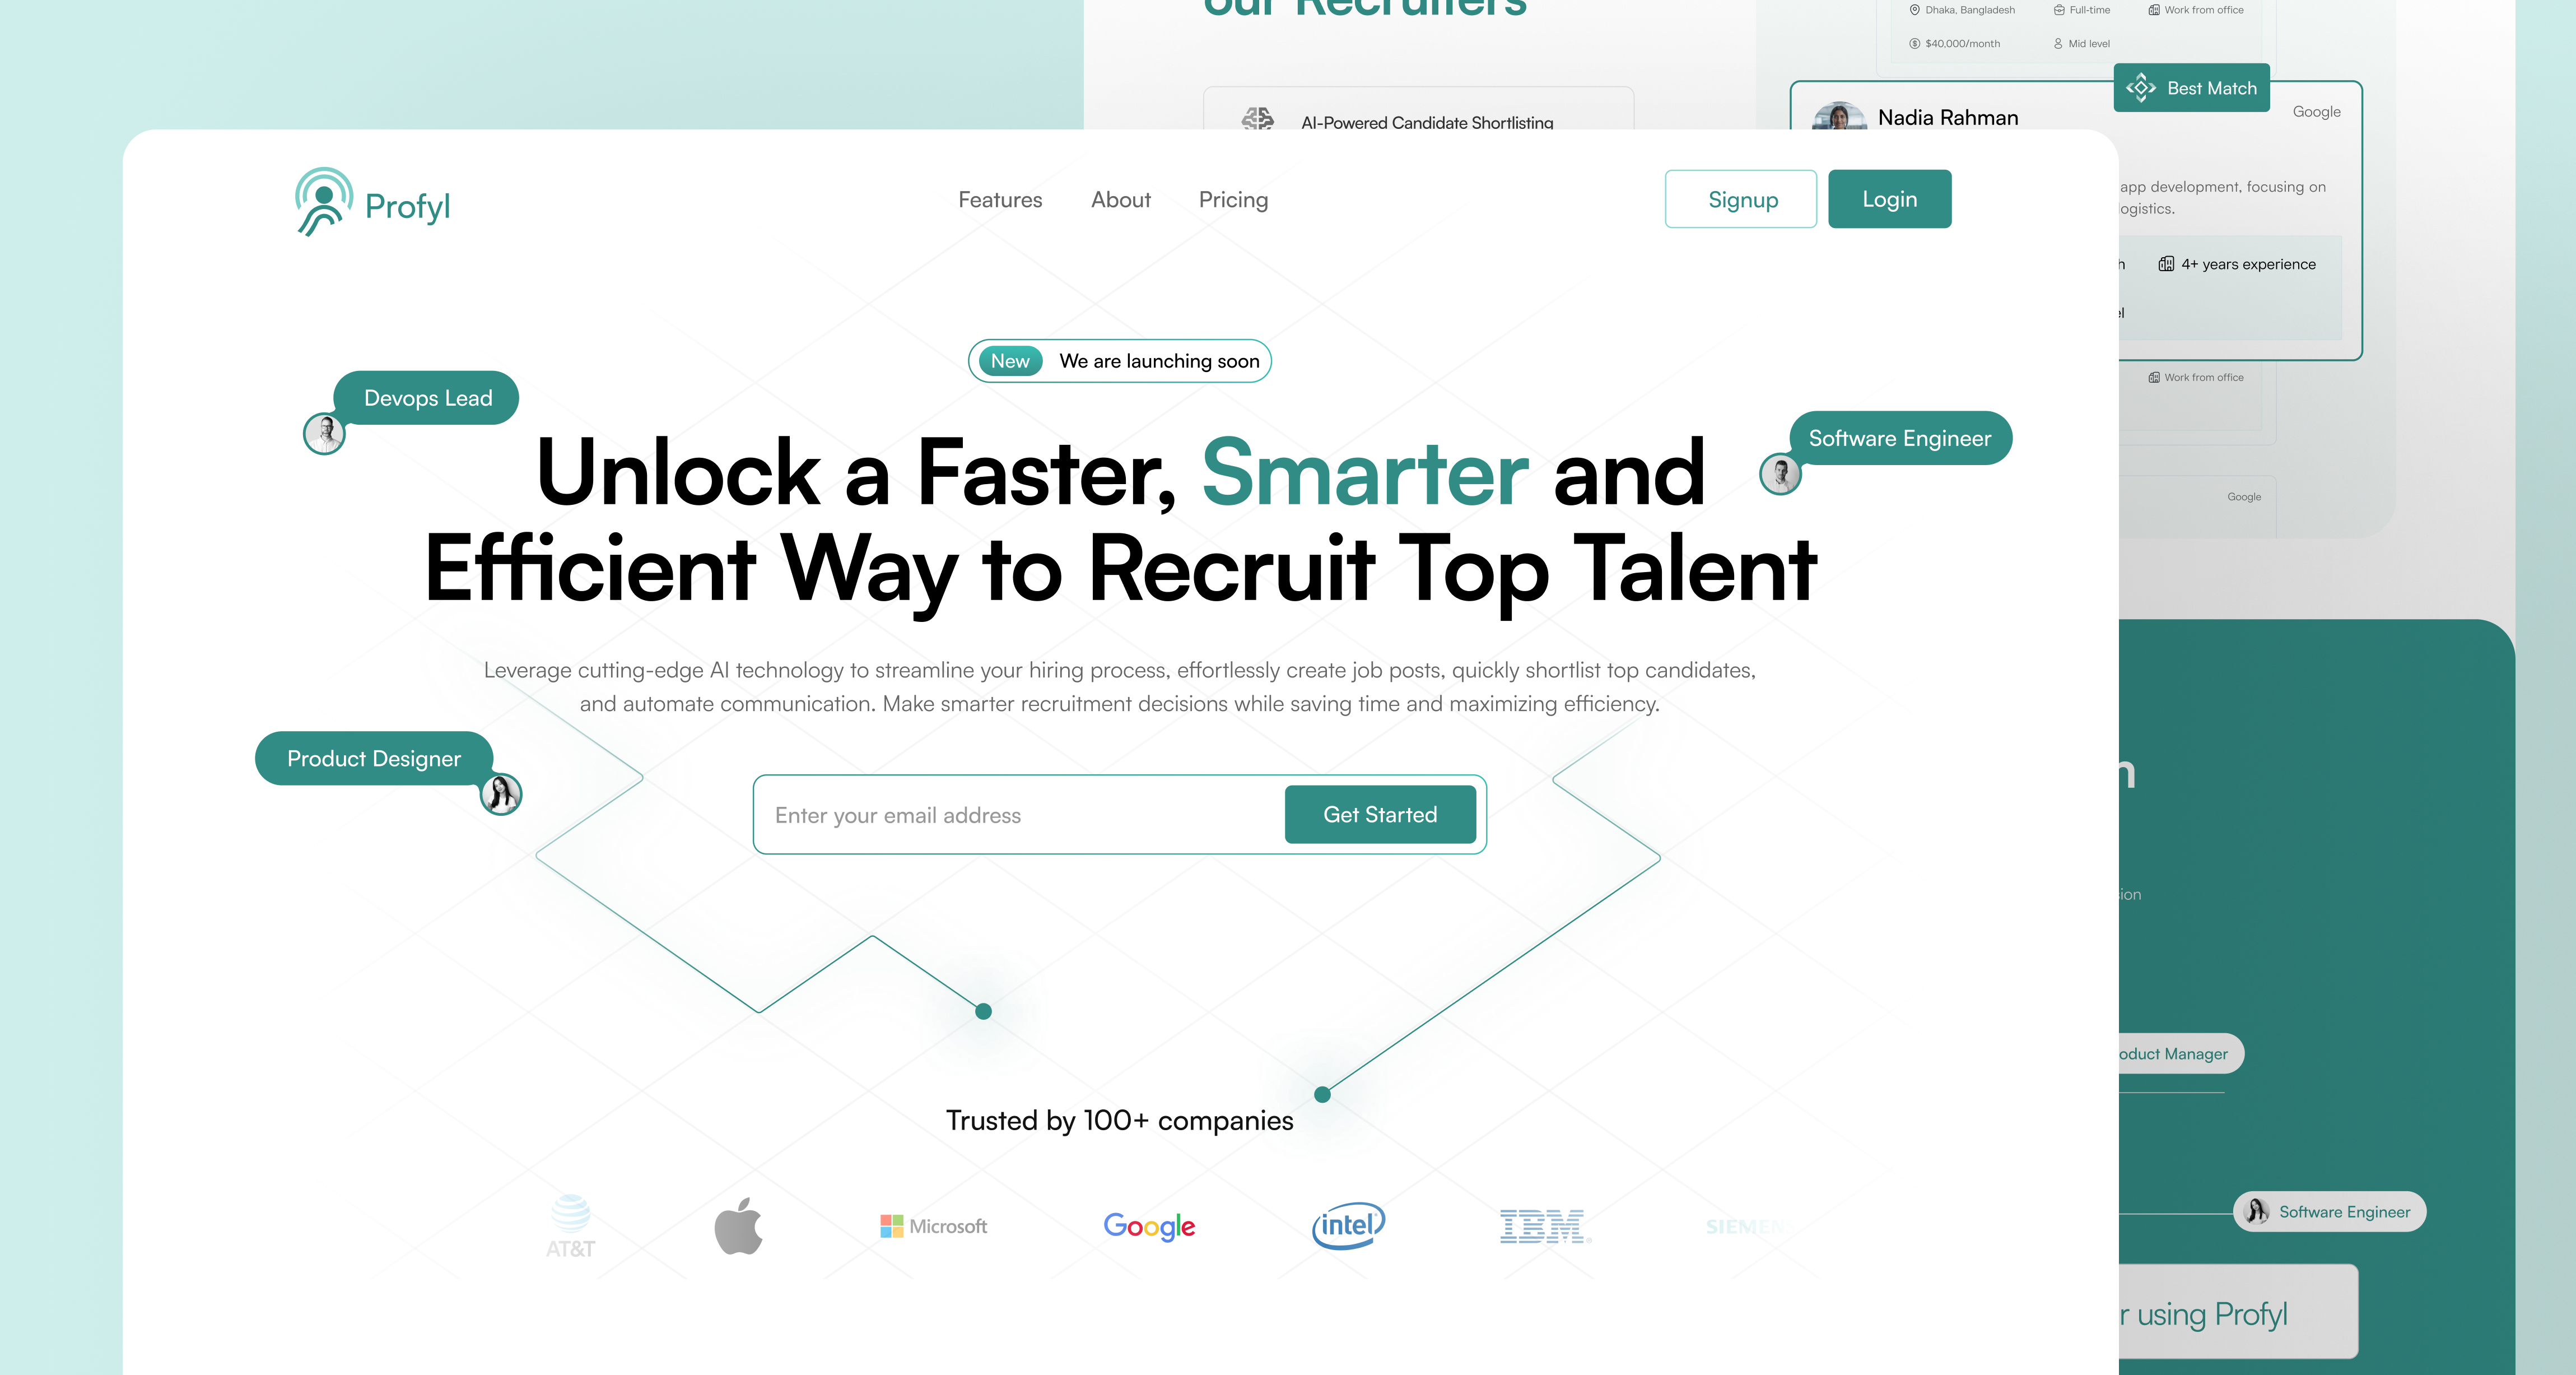 our Recruiters
Dhaka, Bangladesh
Full-time
Work from office
$40,000/month
Mid level
AI-Powered Candidate Shortlisting
Best Match
Nadia Rahman
Google
app development, focusing on
logistics.
4+ years experience
Work from office
Google
Profyl
Features
About
Pricing
Signup
Login
New We are launching soon
Devops Lead
Software Engineer
Unlock a Faster, Smarter and
Efficient Way to Recruit Top Talent
Leverage cutting-edge AI technology to streamline your hiring process, effortlessly create job posts, quickly shortlist top candidates,
and automate communication. Make smarter recruitment decisions while saving time and maximizing efficiency.
Product Designer
Enter your email address
Get Started
Trusted by 100+ companies
AT&T
Microsoft
Google
intel
IBM
SIEMEN
oduct Manager
Software Engineer
r using Profyl